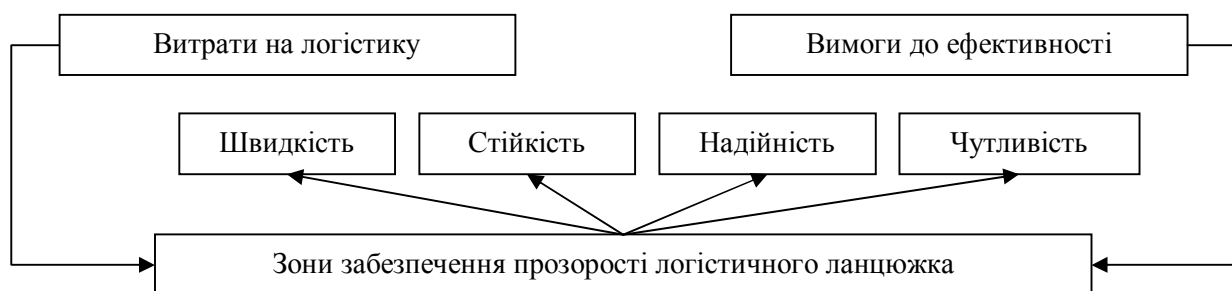 Витрати на логістику
Вимоги до ефективності
Швидкість
Стійкість
Надійність
Чутливість
Зони забезпечення прозорості логістичного ланцюжка